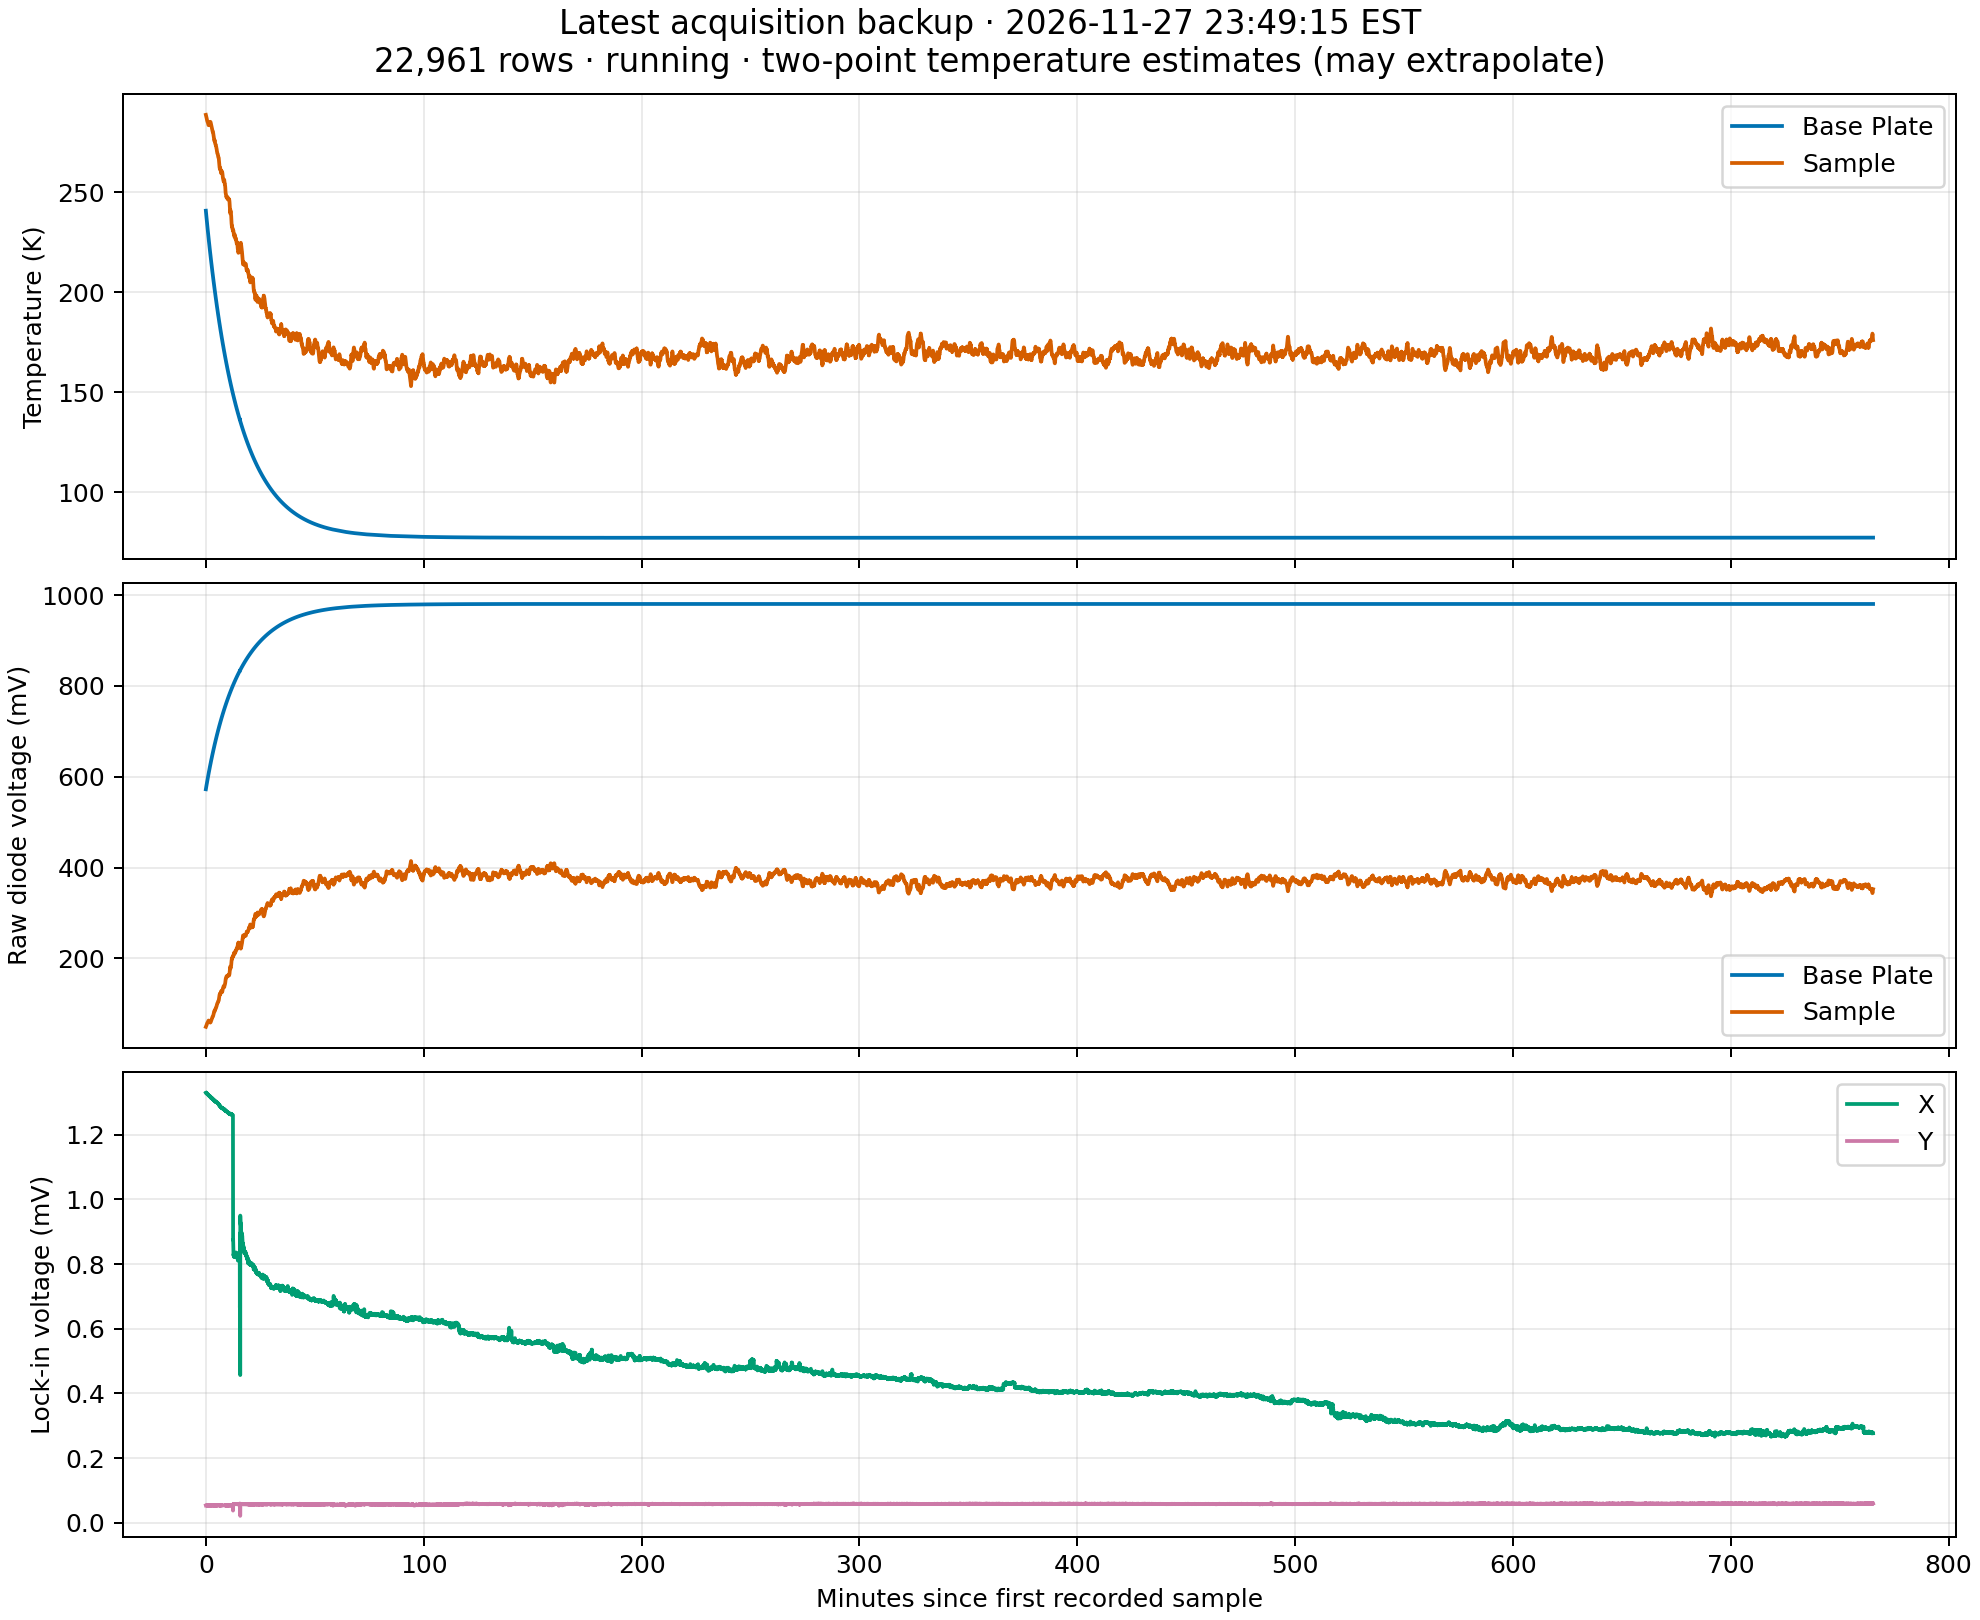 Latest acquisition backup · 2026-11-27 23:49:15 EST
22,961 rows · running · two-point temperature estimates (may extrapolate)
Temperature (K)
250
200
150
100
Base Plate
Sample
Raw diode voltage (mV)
1000
800
600
400
200
Base Plate
Sample
Lock-in voltage (mV)
1.2
1.0
0.8
0.6
0.4
0.2
0.0
X
Y
0 100 200 300 400 500 600 700 800
Minutes since first recorded sample